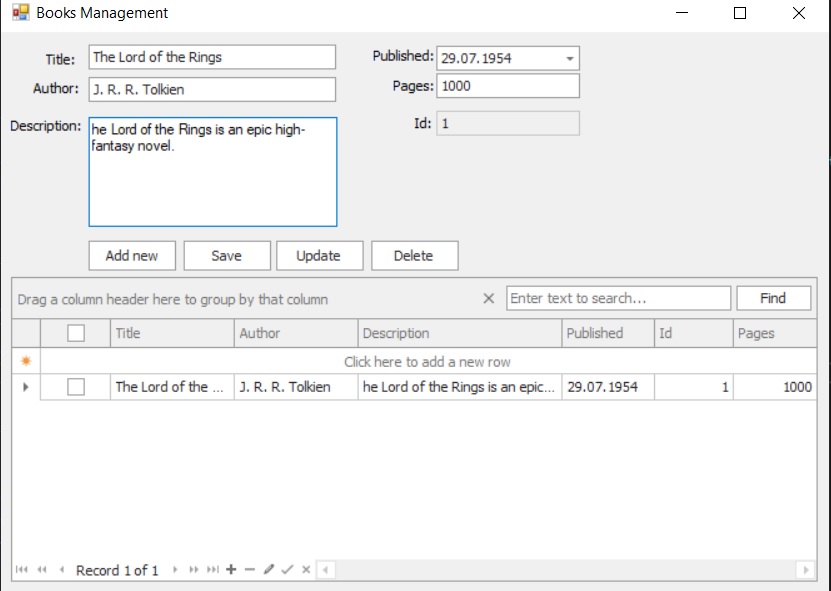 Books Management
Title: The Lord of the Rings
Published: 29.07.1954
Author: J. R. R. Tolkien
Pages: 1000
Description: he Lord of the Rings is an epic high-
fantasy novel.
Id: 1
Add new Save Update Delete
Drag a column header here to group by that column Enter text to search... Find
Title Author Description Published Id Pages
Click here to add a new row
The Lord of the ... J. R. R. Tolkien he Lord of the Rings is an epic... 29.07.1954 1 1000
Record 1 of 1